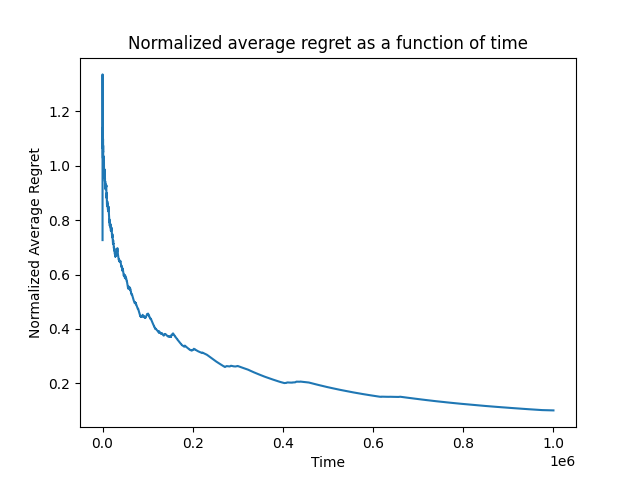 Normalized average regret as a function of time
Normalized Average Regret
1.2
1.0
0.8
0.6
0.4
0.2
0.0 0.2 0.4 0.6 0.8 1.0
1e6
Time